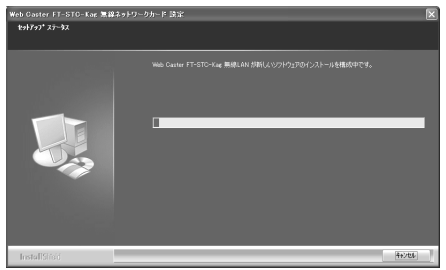 Web Caster FT-STC-Kag 無線ネットワークカード 設定
セットアップ ステータス
Web Caster FT-STC-Kag 無線LAN が新しいソフトウェアのインストールを構成中です。
InstallShield
キャンセル